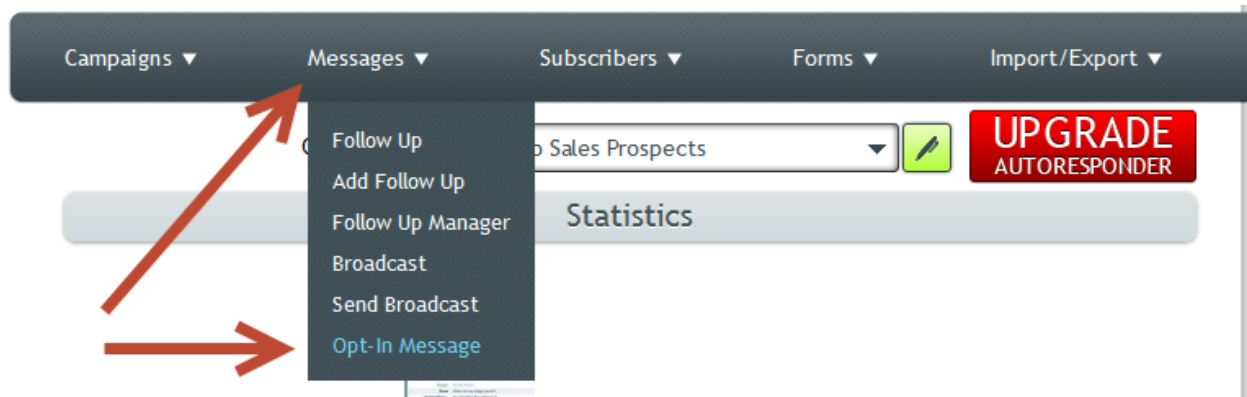 Campaigns ▼ Messages ▼ Subscribers ▼ Forms ▼ Import/Export ▼
Follow Up
Sales Prospects
UPGRADE
AUTORESPONDER
Add Follow Up
Follow Up Manager
Statistics
Broadcast
Send Broadcast
Opt-In Message